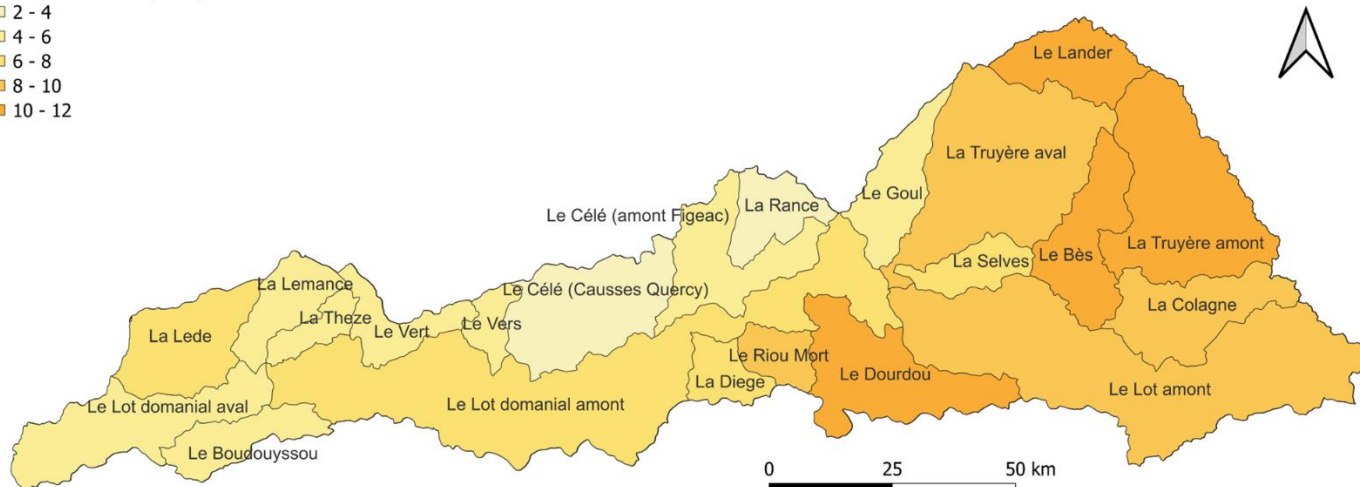 2 - 4
4 - 6
6 - 8
8 - 10
10 - 12
Le Lander
La Truyère aval
Le Goul
La Rance
Le Célé (amont Figeac)
La Truyère amont
Le Bès
La Selves
La Colagne
Le Célé (Causses Quercy)
La Lemance
La Theze
Le Vers
Le Vert
La Lede
Le Riou Mort
Le Dourdou
La Diege
Le Lot amont
Le Lot domanial amont
Le Lot domanial aval
Le Boudouyssou
0 25 50 km